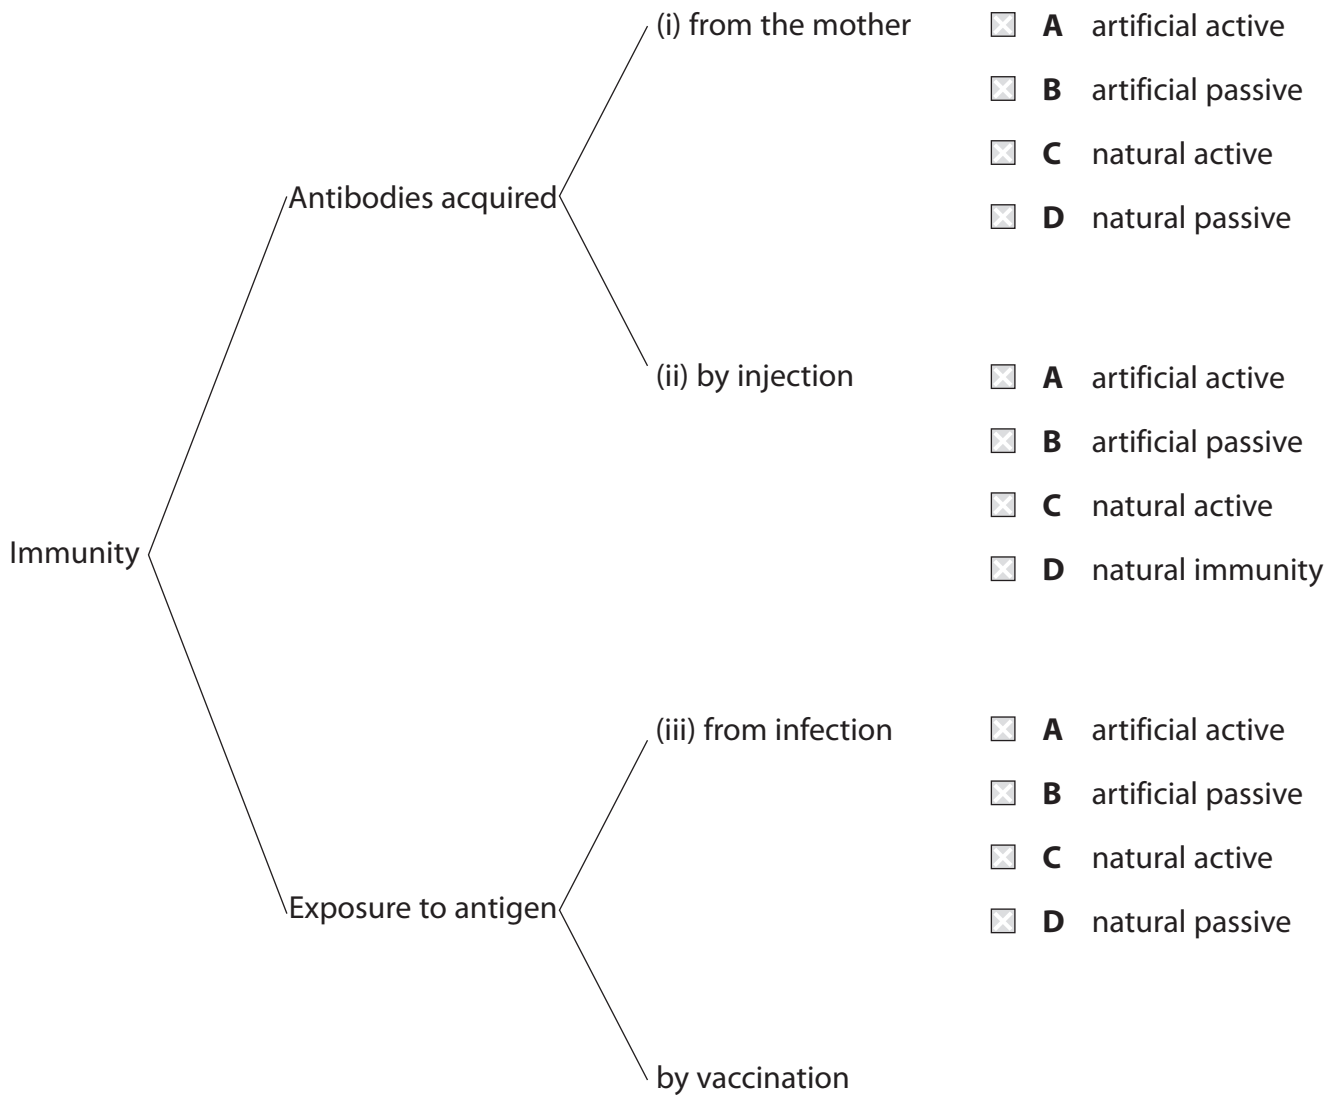 (i) from the mother
A artificial active
B artificial passive
C natural active
D natural passive
Antibodies acquired
(ii) by injection
A artificial active
B artificial passive
C natural active
D natural immunity
Immunity
(iii) from infection
A artificial active
B artificial passive
C natural active
D natural passive
Exposure to antigen
by vaccination